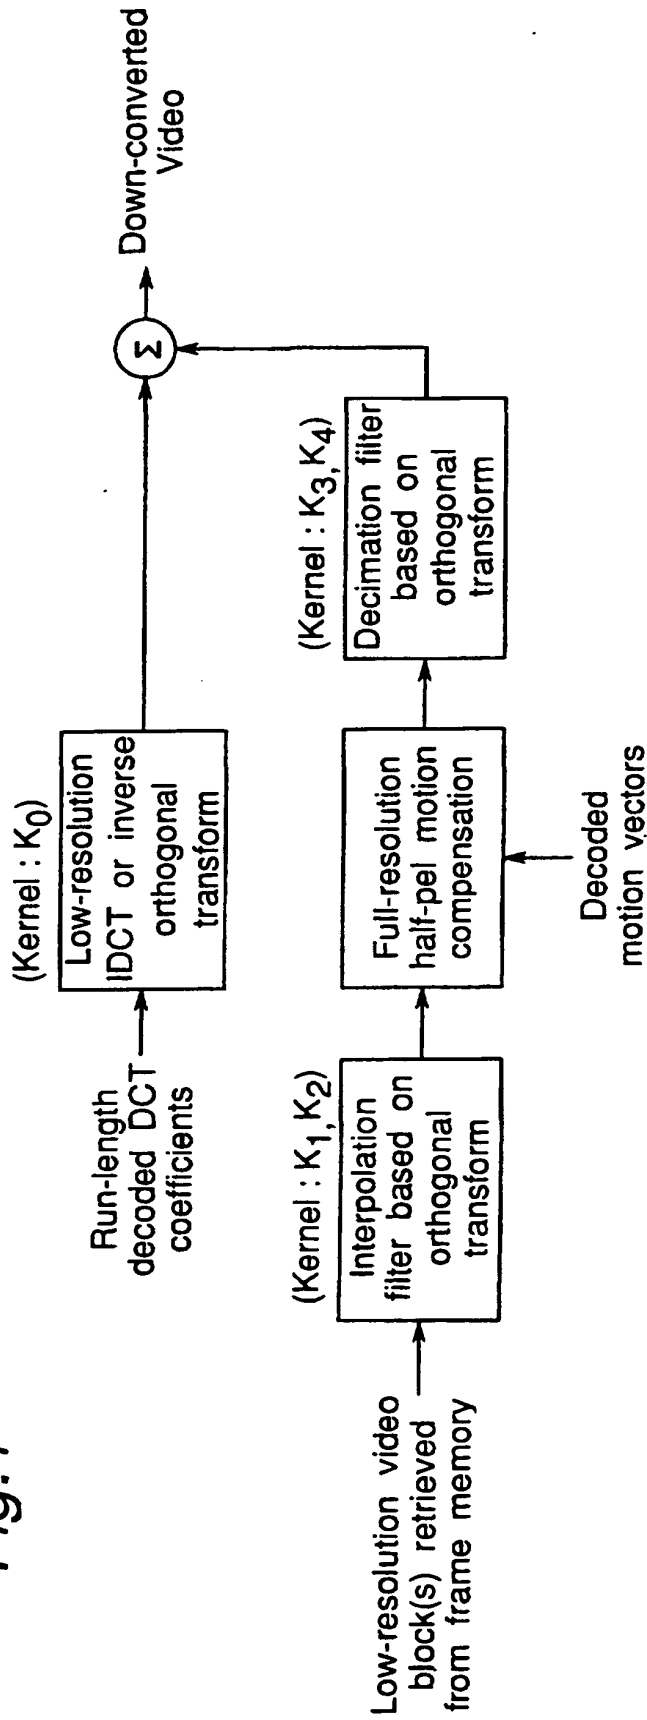 (Kernel : K0)
Low-resolution
IDCT or inverse
orthogonal
transform
Run-length
decoded DCT
coefficients
Σ
Down-converted
Video
(Kernel : K1, K2)
Interpolation
filter based on
orthogonal
transform
Low-resolution video
block(s) retrieved
from frame memory
Full-resolution
half-pel motion
compensation
Decoded
motion vectors
(Kernel : K3, K4)
Decimation filter
based on
orthogonal
transform